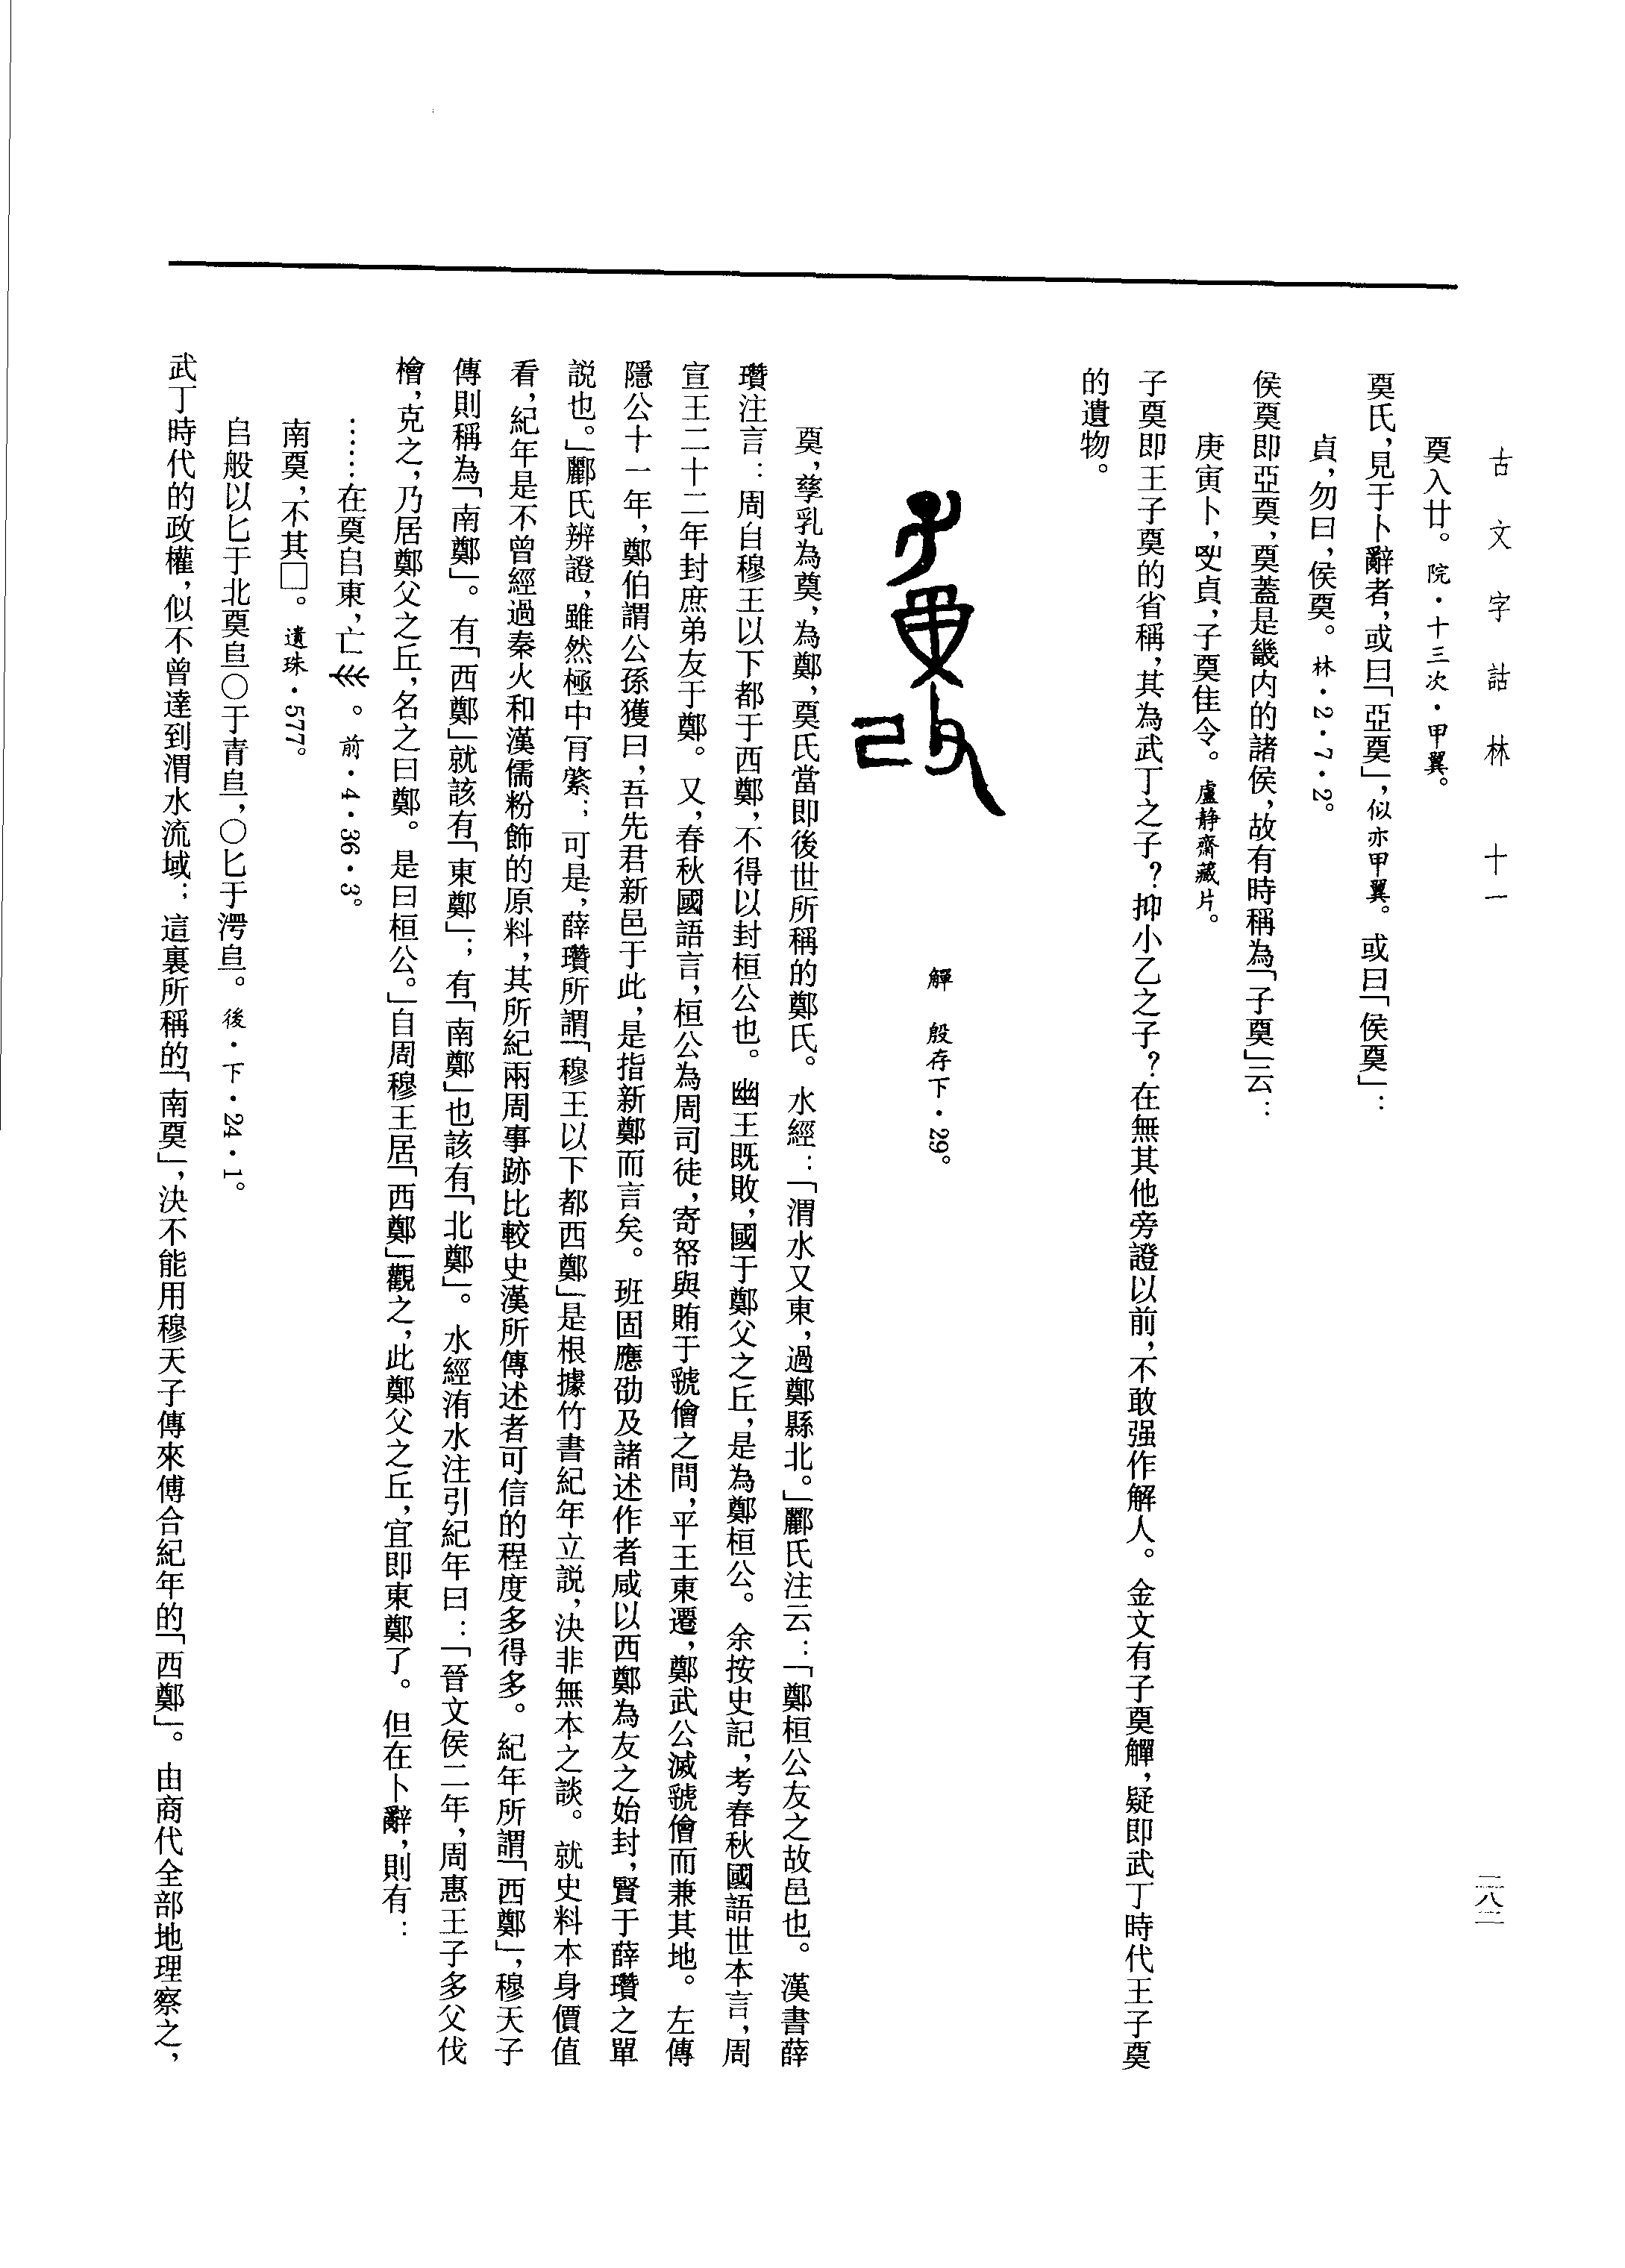 古文字詁林 十一
二八二
奠入廿。院·十三次·甲翼。
奠氏，見于卜辭者，或曰「亞奠」，似亦甲翼。或曰「侯奠」：
貞，勿曰，侯奠。林·2·7·2。
侯奠即亞奠，奠蓋是畿内的諸侯，故有時稱為「子奠」云：
庚寅卜，貞，子奠隹令。盧静齋藏片。
子奠即王子奠的省稱，其為武丁之子？抑小乙之子？在無其他旁證以前，不敢强作解人。金文有子奠觶，疑即武丁時代王子奠
的遺物。
觶 殷存下·29。
奠，孳乳為奠，為鄭，奠氏當即後世所稱的鄭氏。水經：「渭水又東，過鄭縣北。」酈氏注云：「鄭桓公友之故邑也。漢書薛
瓚注言：周自穆王以下都于西鄭，不得以封桓公也。幽王既敗，國于鄭父之丘，是為鄭桓公。余按史記，考春秋國語世本言，周
宣王二十二年封庶弟友于鄭。又，春秋國語言，桓公為周司徒，寄帑與賄于虢儈之間，平王東遷，鄭武公滅虢儈而兼其地。左傳
隱公十一年，鄭伯謂公孫獲曰，吾先君新邑于此，是指新鄭而言矣。班固應劭及諸述作者咸以西鄭為友之始封，賢于薛瓚之單
説也。」酈氏辨證，雖然極中肎綮；可是，薛瓚所謂「穆王以下都西鄭」是根據竹書紀年立説，決非無本之談。就史料本身價值
看，紀年是不曾經過秦火和漢儒粉飾的原料，其所紀兩周事跡比較史漢所傳述者可信的程度多得多。紀年所謂「西鄭」，穆天子
傳則稱為「南鄭」。有「西鄭」就該有「東鄭」；有「南鄭」也該有「北鄭」。水經洧水注引紀年曰：「晉文侯二年，周惠王子多父伐
檜，克之，乃居鄭父之丘，名之曰鄭。是曰桓公。」自周穆王居「西鄭」觀之，此鄭父之丘，宜即東鄭了。但在卜辭，則有：
……在奠𠂤東，亡。前·4·36·3。
南奠，不其□。遺珠·577。
𠂤般以匕于北奠𠂤○于青𠂤，○匕于𠂤。後·下·24·1。
武丁時代的政權，似不曾達到渭水流域；這裏所稱的「南奠」，決不能用穆天子傳來傅合紀年的「西鄭」。由商代全部地理察之，